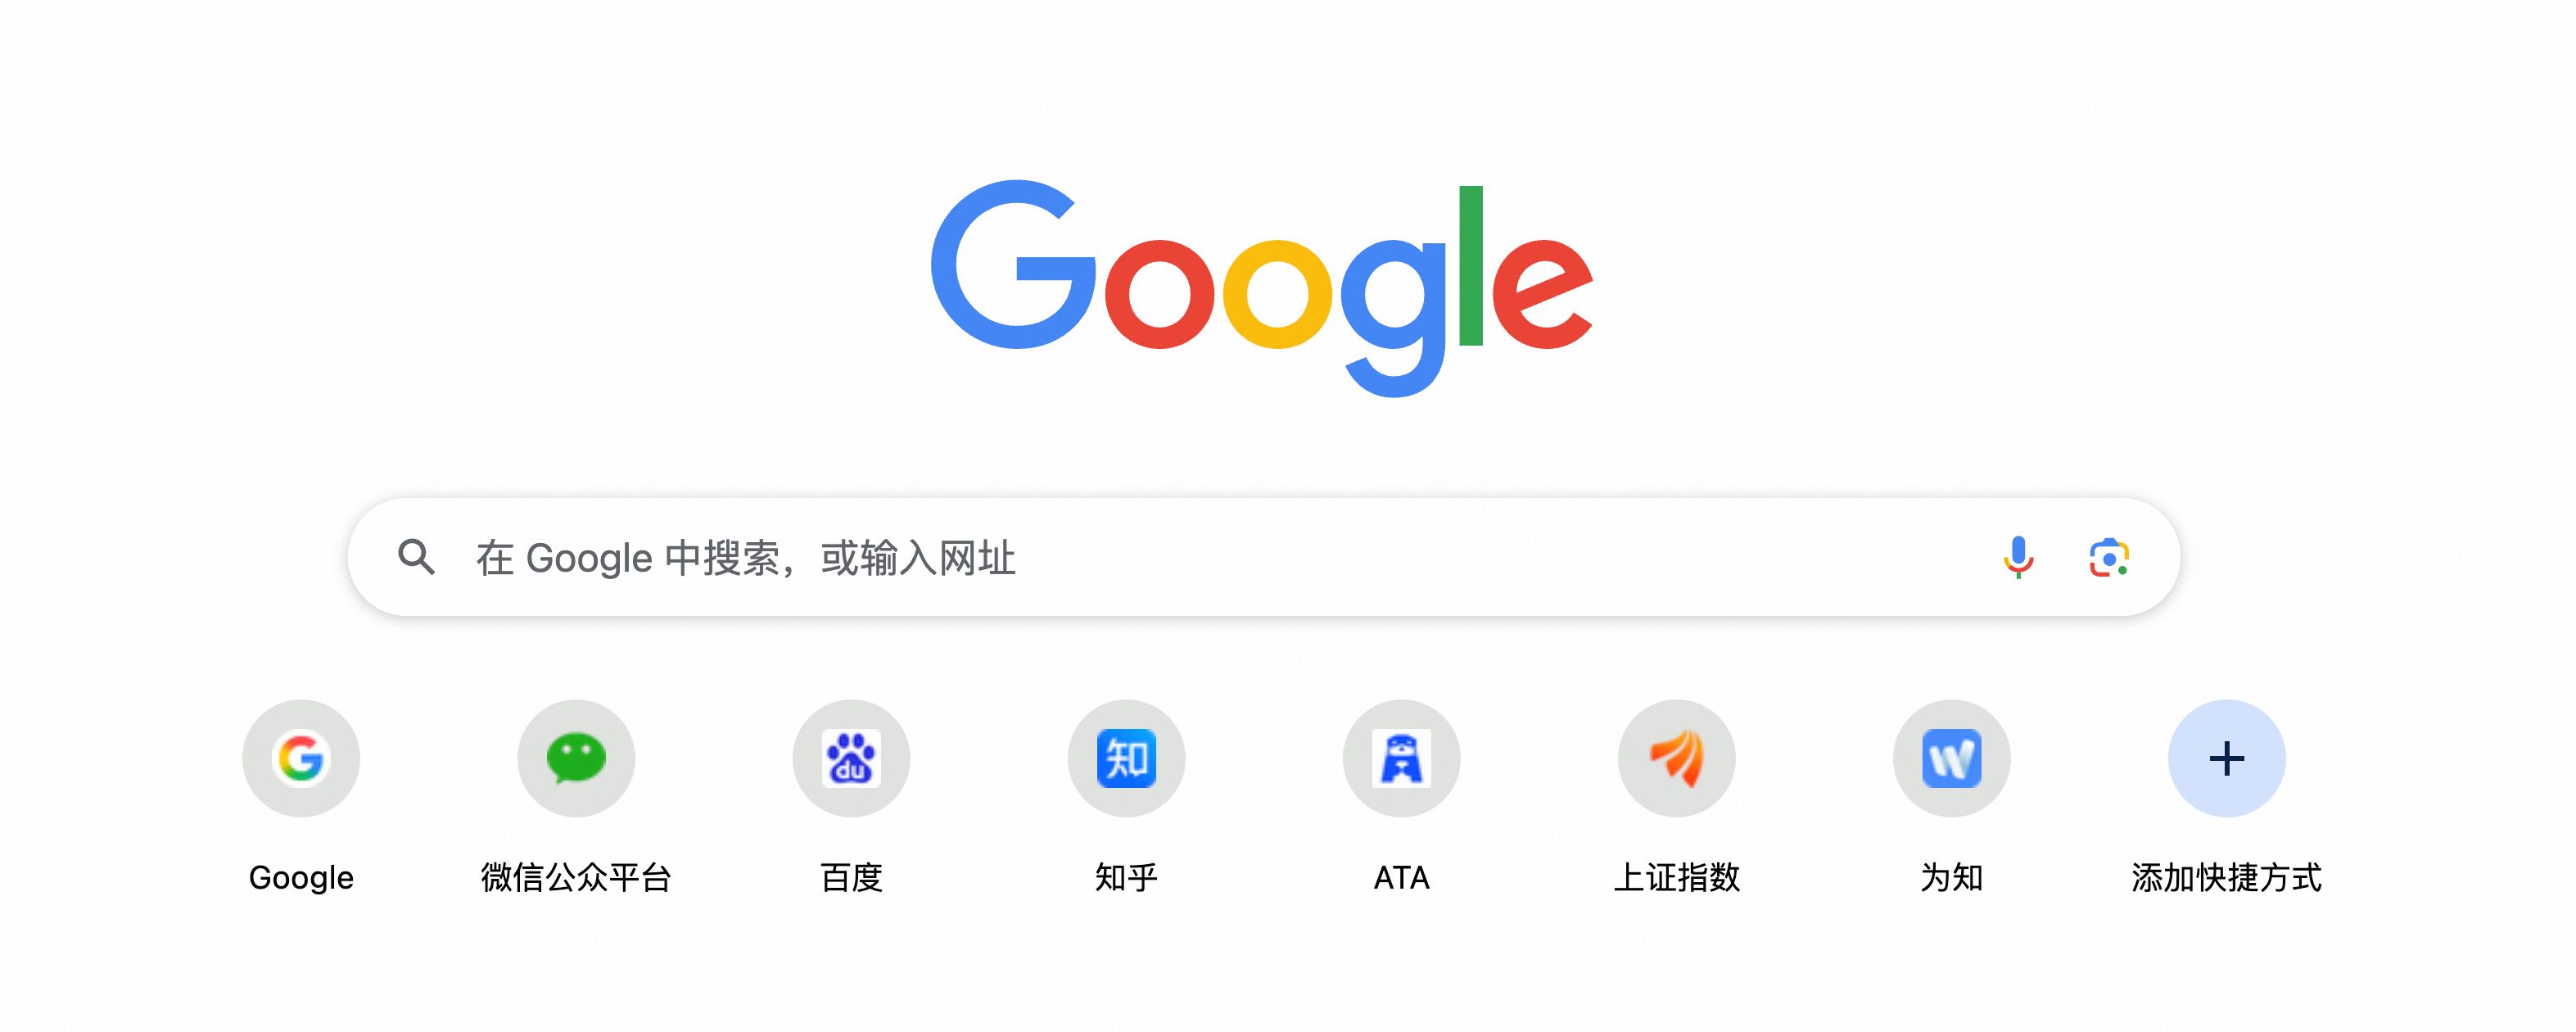 Google
在 Google 中搜索，或输入网址
du
知
Google
微信公众平台
百度
知乎
ATA
上证指数
为知
添加快捷方式